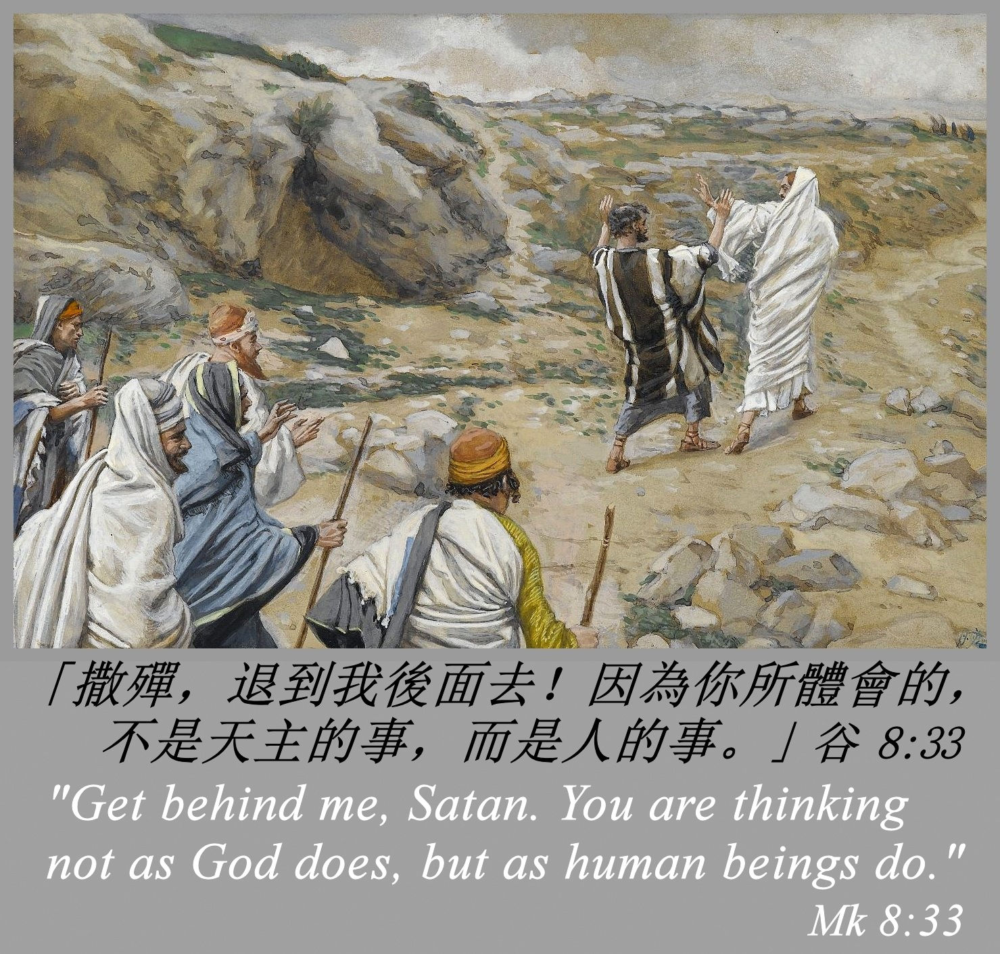 「撒殫，退到我後面去！因為你所體會的，
不是天主的事，而是人的事。」谷 8:33
"Get behind me, Satan. You are thinking
not as God does, but as human beings do."
Mk 8:33